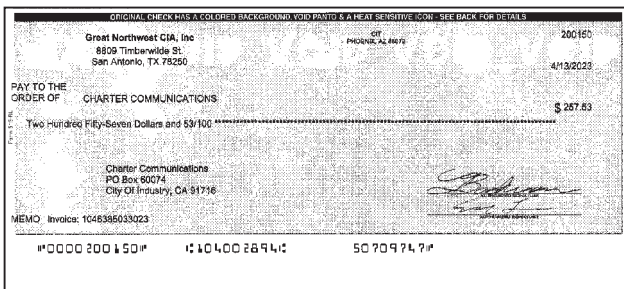 ORIGINAL CHECK HAS A COLORED BACKGROUND, VOID PANTO & A HEAT SENSITIVE ICON - SEE BACK FOR DETAILS
Great Northwest CIA, Inc
8809 Timberwilde St.
San Antonio, TX 78250
CIT
PHOENIX, AZ
200150
4/13/2023
PAY TO THE
ORDER OF CHARTER COMMUNICATIONS
$ 257.53
Two Hundred Fifty-Seven Dollars and 53/100
Charter Communications
PO Box 60074
City Of Industry, CA 91716
MEMO Invoice: 1046385033023
⑈0000200150⑈ ⑆104002894⑆ 50709747⑈